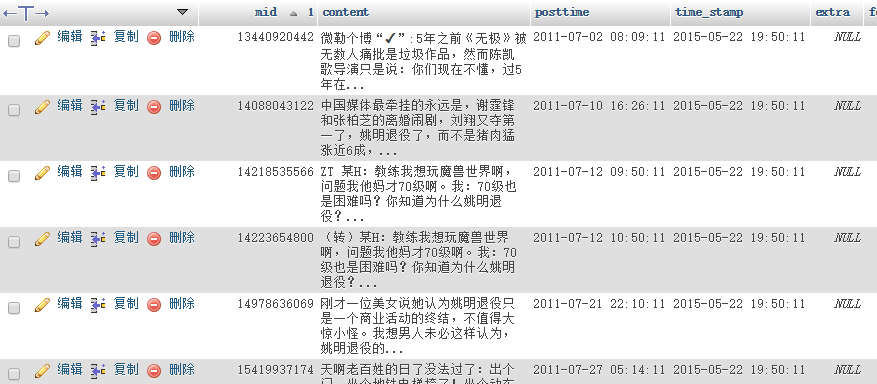 mid 1 content posttime time_stamp extra
编辑 复制 删除 13440920442 微勒个博“✔”:5年之前《无极》被 2011-07-02 08:09:11 2015-05-22 19:50:11 NULL
无数人痛批是垃圾作品，然而陈凯
歌导演只是说：你们现在不懂，过5
年在...
编辑 复制 删除 14088043122 中国媒体最牵挂的永远是，谢霆锋 2011-07-10 16:26:11 2015-05-22 19:50:11 NULL
和张柏芝的离婚闹剧，刘翔又夺第
一了，姚明退役了，而不是猪肉猛
涨近6成，...
编辑 复制 删除 14218535566 ZT 某H：教练我想玩魔兽世界啊， 2011-07-12 09:50:11 2015-05-22 19:50:11 NULL
问题我他妈才70级啊。我：70级也
是困难吗？你知道为什么姚明退
役？...
编辑 复制 删除 14223654800 （转）某H：教练我想玩魔兽世界 2011-07-12 10:50:11 2015-05-22 19:50:11 NULL
啊，问题我他妈才70级啊。我：70
级也是困难吗？你知道为什么姚明
退役？...
编辑 复制 删除 14978636069 刚才一位美女说她认为姚明退役只 2011-07-21 22:10:11 2015-05-22 19:50:11 NULL
是一个商业活动的终结，不值得大
惊小怪。我想男人未必这样认为，
姚明退役的...
编辑 复制 删除 15419937174 天啊老百姓的日了没法过了：出个 2011-07-27 05:14:11 2015-05-22 19:50:11 NULL